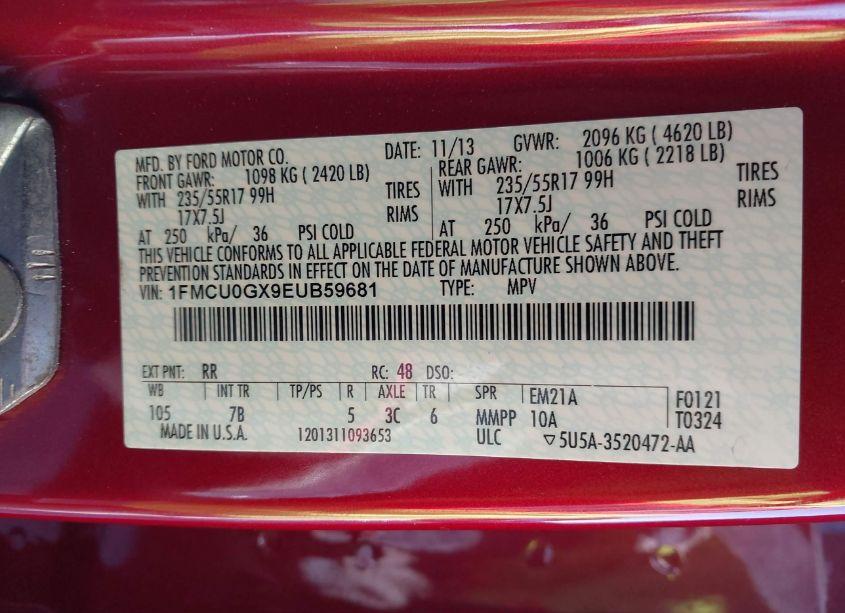 MFD. BY FORD MOTOR CO. DATE: 11/13 GVWR: 2096 KG ( 4620 LB)
FRONT GAWR: 1098 KG ( 2420 LB) REAR GAWR: 1006 KG ( 2218 LB)
WITH 235/55R17 99H TIRES WITH 235/55R17 99H TIRES
17X7.5J RIMS 17X7.5J RIMS
AT 250 kPa/ 36 PSI COLD AT 250 kPa/ 36 PSI COLD
THIS VEHICLE CONFORMS TO ALL APPLICABLE FEDERAL MOTOR VEHICLE SAFETY AND THEFT
PREVENTION STANDARDS IN EFFECT ON THE DATE OF MANUFACTURE SHOWN ABOVE.
VIN: 1FMCU0GX9EUB59681 TYPE: MPV
EXT PNT: RR RC: 48 DSO:
WB INT TR TP/PS R AXLE TR SPR EM21A F0121
105 7B 5 3C 6 MMPP 10A T0324
MADE IN U.S.A. 1201311093653 ULC ▽5U5A-3520472-AA